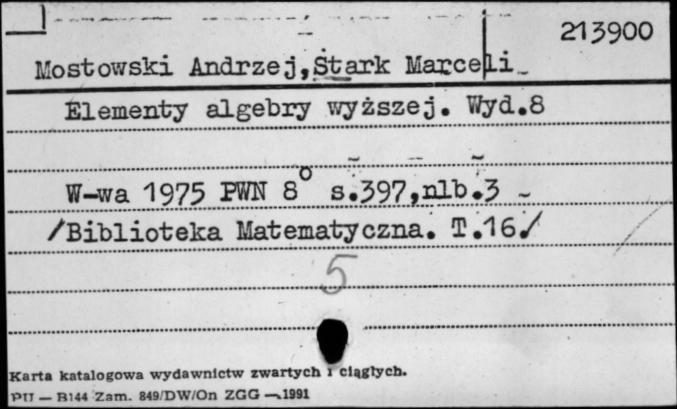 213900
Mostowski Andrzej, Stark Marceli
Elementy algebry wyższej. Wyd.8
W-wa 1975 PWN 8° s.397,nlb.3
/Biblioteka Matematyczna. T.16./
5
Karta katalogowa wydawnictw zwartych i ciągłych.
PU — B144 Zam. 849/DW/On ZGG — 1991